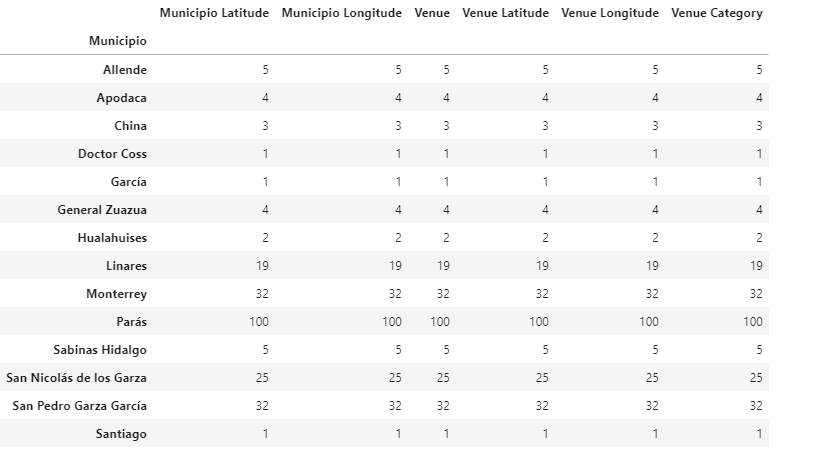 Municipio Latitude Municipio Longitude Venue Venue Latitude Venue Longitude Venue Category
Municipio
Allende 5 5 5 5 5 5
Apodaca 4 4 4 4 4 4
China 3 3 3 3 3 3
Doctor Coss 1 1 1 1 1 1
García 1 1 1 1 1 1
General Zuazua 4 4 4 4 4 4
Hualahuises 2 2 2 2 2 2
Linares 19 19 19 19 19 19
Monterrey 32 32 32 32 32 32
Parás 100 100 100 100 100 100
Sabinas Hidalgo 5 5 5 5 5 5
San Nicolás de los Garza 25 25 25 25 25 25
San Pedro Garza García 32 32 32 32 32 32
Santiago 1 1 1 1 1 1